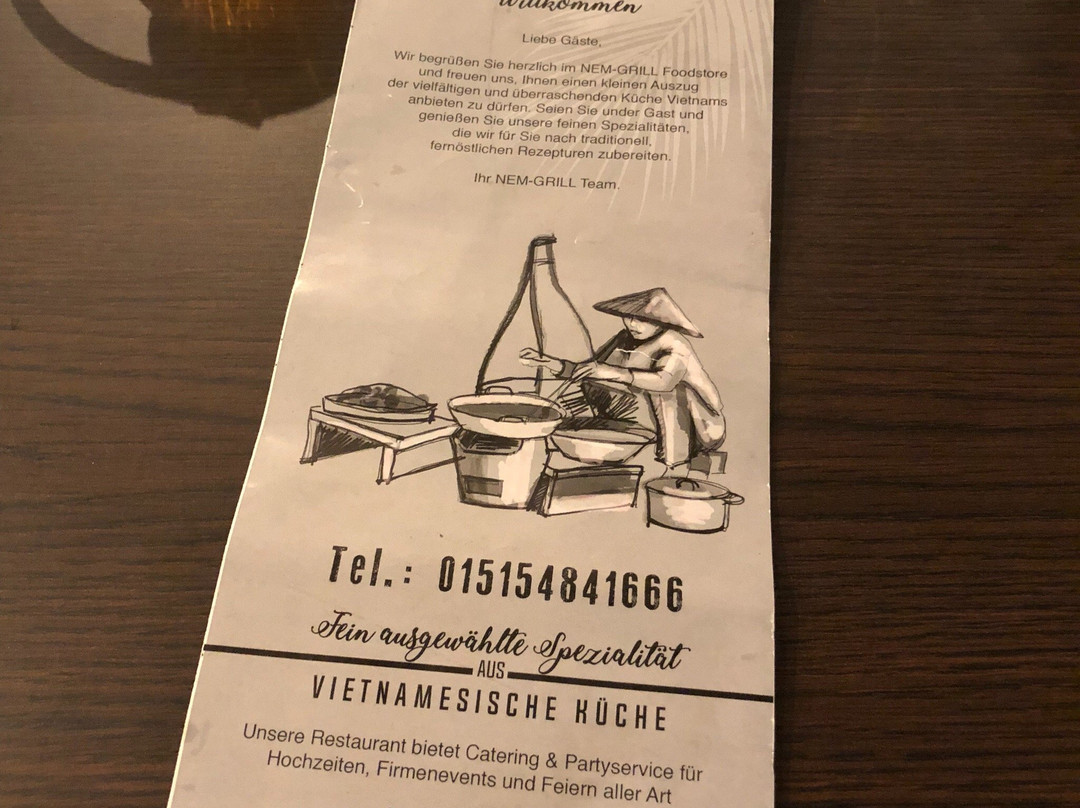 Willkommen
Liebe Gäste,
Wir begrüßen Sie herzlich im NEM-GRILL Foodstore
und freuen uns, Ihnen einen kleinen Auszug
der vielfältigen und überraschenden Küche Vietnams
anbieten zu dürfen. Seien Sie under Gast und
genießen Sie unsere feinen Spezialitäten,
die wir für Sie nach traditionell,
fernöstlichen Rezepturen zubereiten.
Ihr NEM-GRILL Team.
Tel.: 015154841666
Fein ausgewählte Spezialität
AUS
VIETNAMESISCHE KÜCHE
Unsere Restaurant bietet Catering & Partyservice für
Hochzeiten, Firmenevents und Feiern aller Art